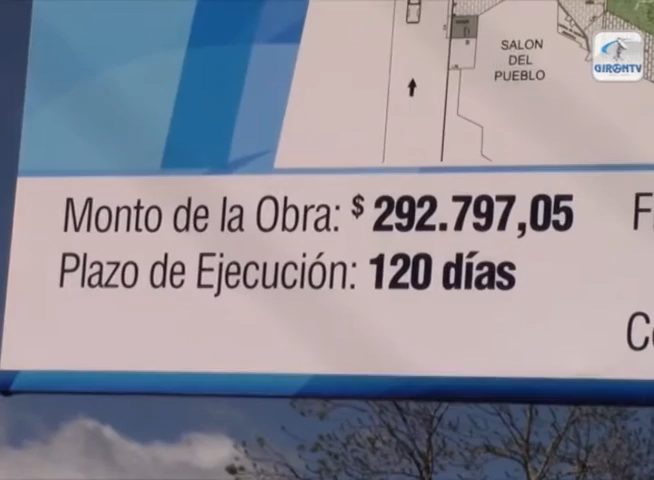 SALON
DEL
PUEBLO
GIRONTV
Monto de la Obra: $ 292.797,05
Plazo de Ejecución: 120 días